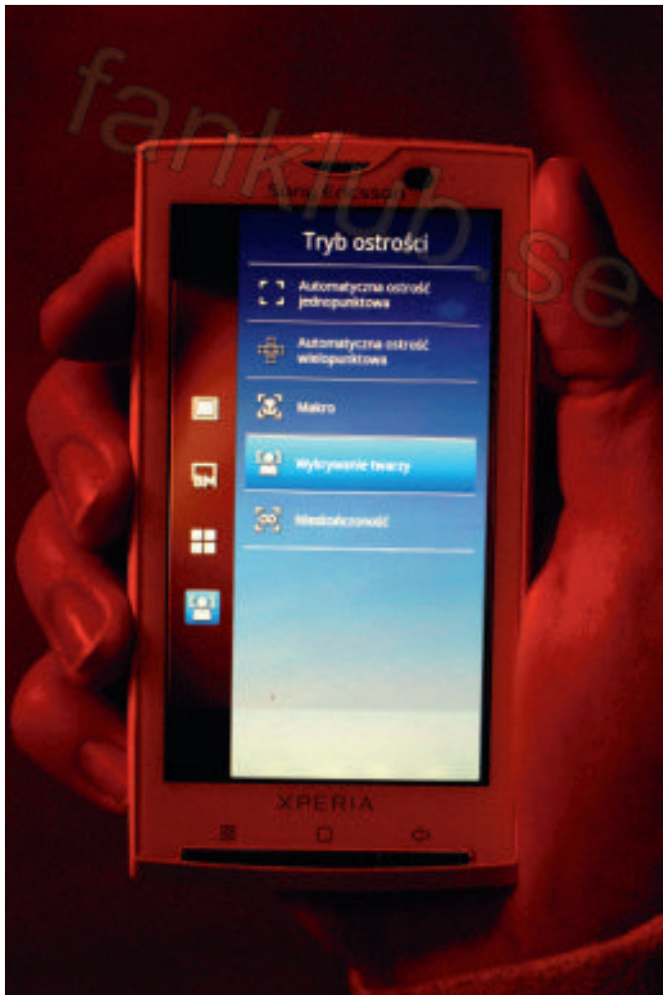 fanklub.se
Sony Ericsson
Tryb ostrości
Automatyczna ostrość
jednopunktowa
Automatyczna ostrość
wielopunktowa
Makro
Wykrywanie twarzy
Nieskończoność
XPERIA